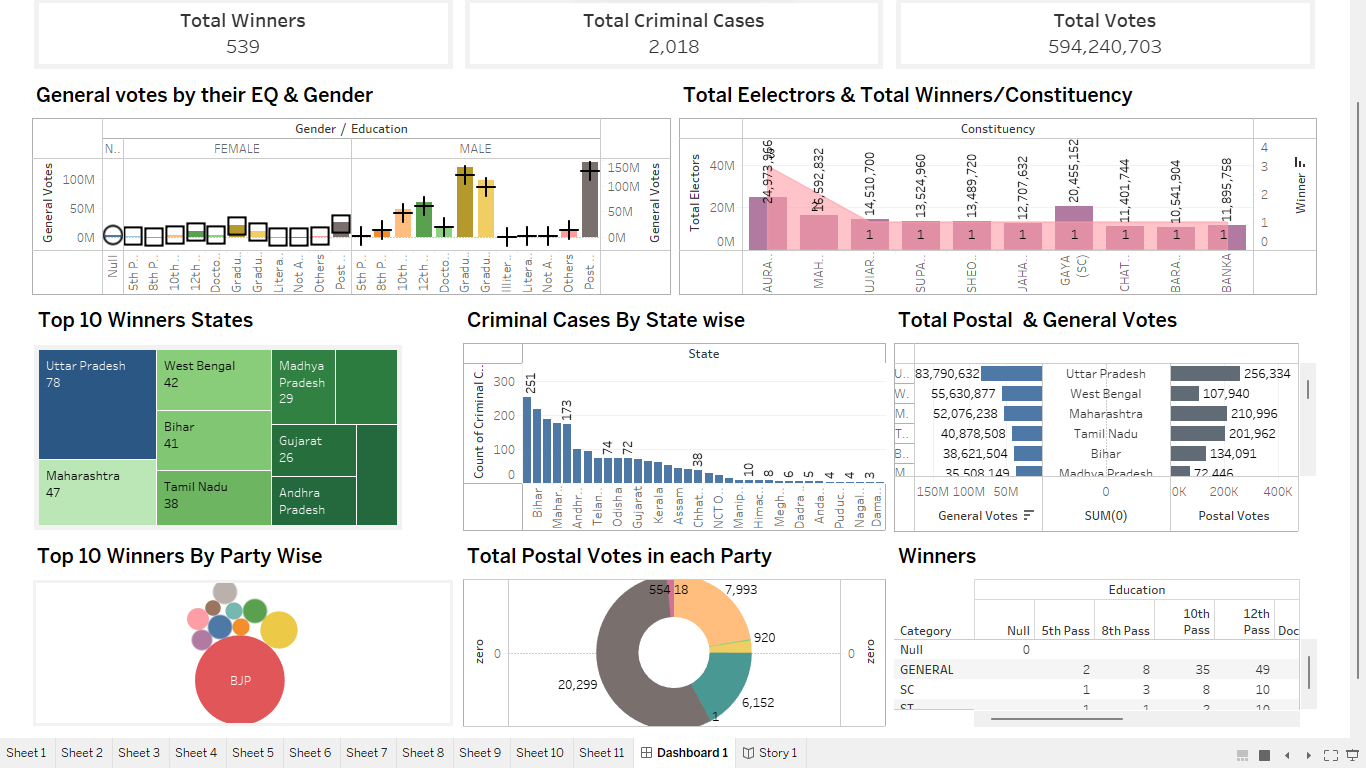 Total Winners
539
Total Criminal Cases
2,018
Total Votes
594,240,703
General votes by their EQ & Gender
Gender / Education
N..
FEMALE
MALE
General Votes
100M
50M
0M
150M
100M
50M
0M
General Votes
Null
5th P..
8th P..
10th ..
12th ..
Docto..
Gradu..
Gradu..
Litera..
Not A..
Others
Post ..
5th P..
8th P..
10th ..
12th ..
Docto..
Gradu..
Gradu..
Illiter..
Litera..
Not A..
Others
Post ..
Total Eelectrors & Total Winners/Constituency
Constituency
Total Electors
40M
20M
0M
24,973,966
16,592,832
14,510,700
13,524,960
13,489,720
12,707,632
20,455,152
11,401,744
10,541,904
11,895,758
1
1
1
1
1
1
1
1
4
3
2
1
0
Winner
AURA..
MAH..
UJIAR..
SUPA..
SHEO..
JAHA..
GAYA (SC)
CHAT..
BARA..
BANKA
Top 10 Winners States
Uttar Pradesh
78
Maharashtra
47
West Bengal
42
Bihar
41
Tamil Nadu
38
Madhya
Pradesh
29
Gujarat
26
Andhra
Pradesh
Criminal Cases By State wise
State
Count of Criminal C..
300
200
100
0
251
173
74
72
38
10
8
6
5
4
4
3
Bihar
Mahar..
Andhr..
Telan..
Odisha
Gujarat
Kerala
Assam
Chhat..
NCT O..
Manip..
Himac..
Megh..
Dadra..
Anda..
Puduc..
Nagal..
Dama..
Total Postal & General Votes
U.. 83,790,632 Uttar Pradesh 256,334
W.. 55,630,877 West Bengal 107,940
M.. 52,076,238 Maharashtra 210,996
T.. 40,878,508 Tamil Nadu 201,962
B.. 38,621,504 Bihar 134,091
M.. 35,508,149 Madhya Pradesh 72,446
150M 100M 50M 0 0K 200K 400K
General Votes SUM(0) Postal Votes
Top 10 Winners By Party Wise
BJP
Total Postal Votes in each Party
zero
0
554
18
7,993
920
6,152
1
20,299
0
zero
Winners
Education
Category Null 5th Pass 8th Pass 10th Pass 12th Pass Doc
Null 0
GENERAL 2 8 35 49
SC 1 3 8 10
ST 1 1 2 10
Sheet 1 Sheet 2 Sheet 3 Sheet 4 Sheet 5 Sheet 6 Sheet 7 Sheet 8 Sheet 9 Sheet 10 Sheet 11 Dashboard 1 Story 1